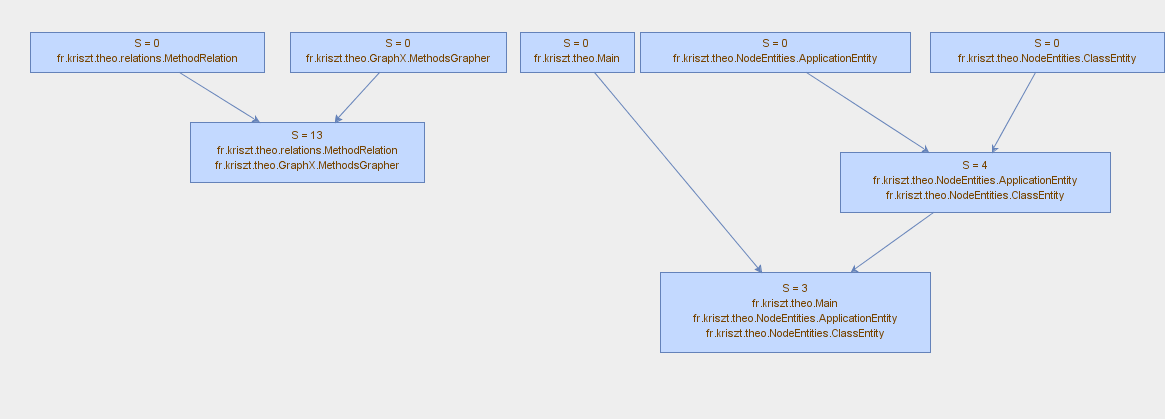 S = 0
fr.kriszt.theo.relations.MethodRelation
S = 0
fr.kriszt.theo.GraphX.MethodsGrapher
S = 0
fr.kriszt.theo.Main
S = 0
fr.kriszt.theo.NodeEntities.ApplicationEntity
S = 0
fr.kriszt.theo.NodeEntities.ClassEntity
S = 13
fr.kriszt.theo.relations.MethodRelation
fr.kriszt.theo.GraphX.MethodsGrapher
S = 4
fr.kriszt.theo.NodeEntities.ApplicationEntity
fr.kriszt.theo.NodeEntities.ClassEntity
S = 3
fr.kriszt.theo.Main
fr.kriszt.theo.NodeEntities.ApplicationEntity
fr.kriszt.theo.NodeEntities.ClassEntity